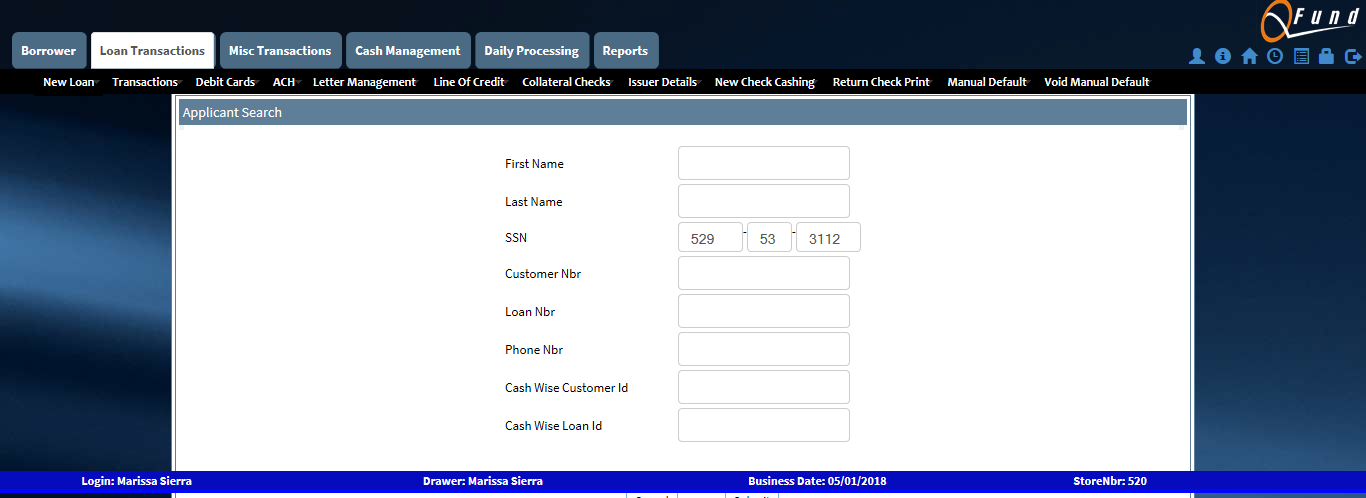 QFund
Borrower Loan Transactions Misc Transactions Cash Management Daily Processing Reports
New Loan Transactions Debit Cards ACH Letter Management Line Of Credit Collateral Checks Issuer Details New Check Cashing Return Check Print Manual Default Void Manual Default
Applicant Search
First Name
Last Name
SSN 529 - 53 - 3112
Customer Nbr
Loan Nbr
Phone Nbr
Cash Wise Customer Id
Cash Wise Loan Id
Login: Marissa Sierra Drawer: Marissa Sierra Business Date: 05/01/2018 StoreNbr: 520